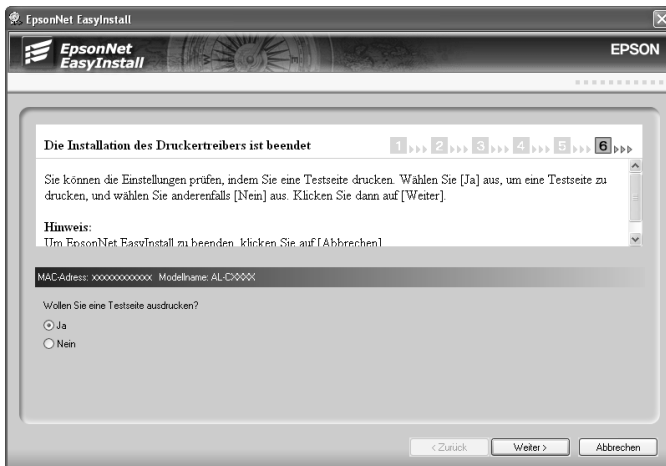 EpsonNet EasyInstall
EpsonNet
EasyInstall
EPSON
Die Installation des Druckertreibers ist beendet
1 2 3 4 5 6
Sie können die Einstellungen prüfen, indem Sie eine Testseite drucken. Wählen Sie [Ja] aus, um eine Testseite zu
drucken, und wählen Sie anderenfalls [Nein] aus. Klicken Sie dann auf [Weiter].
Hinweis:
Um EpsonNet EasyInstall zu beenden, klicken Sie auf [Abbrechen]
MAC-Adress: xxxxxxxxxxxx Modellname: AL-CXXXX
Wollen Sie eine Testseite ausdrucken?
Ja
Nein
< Zurück
Weiter >
Abbrechen